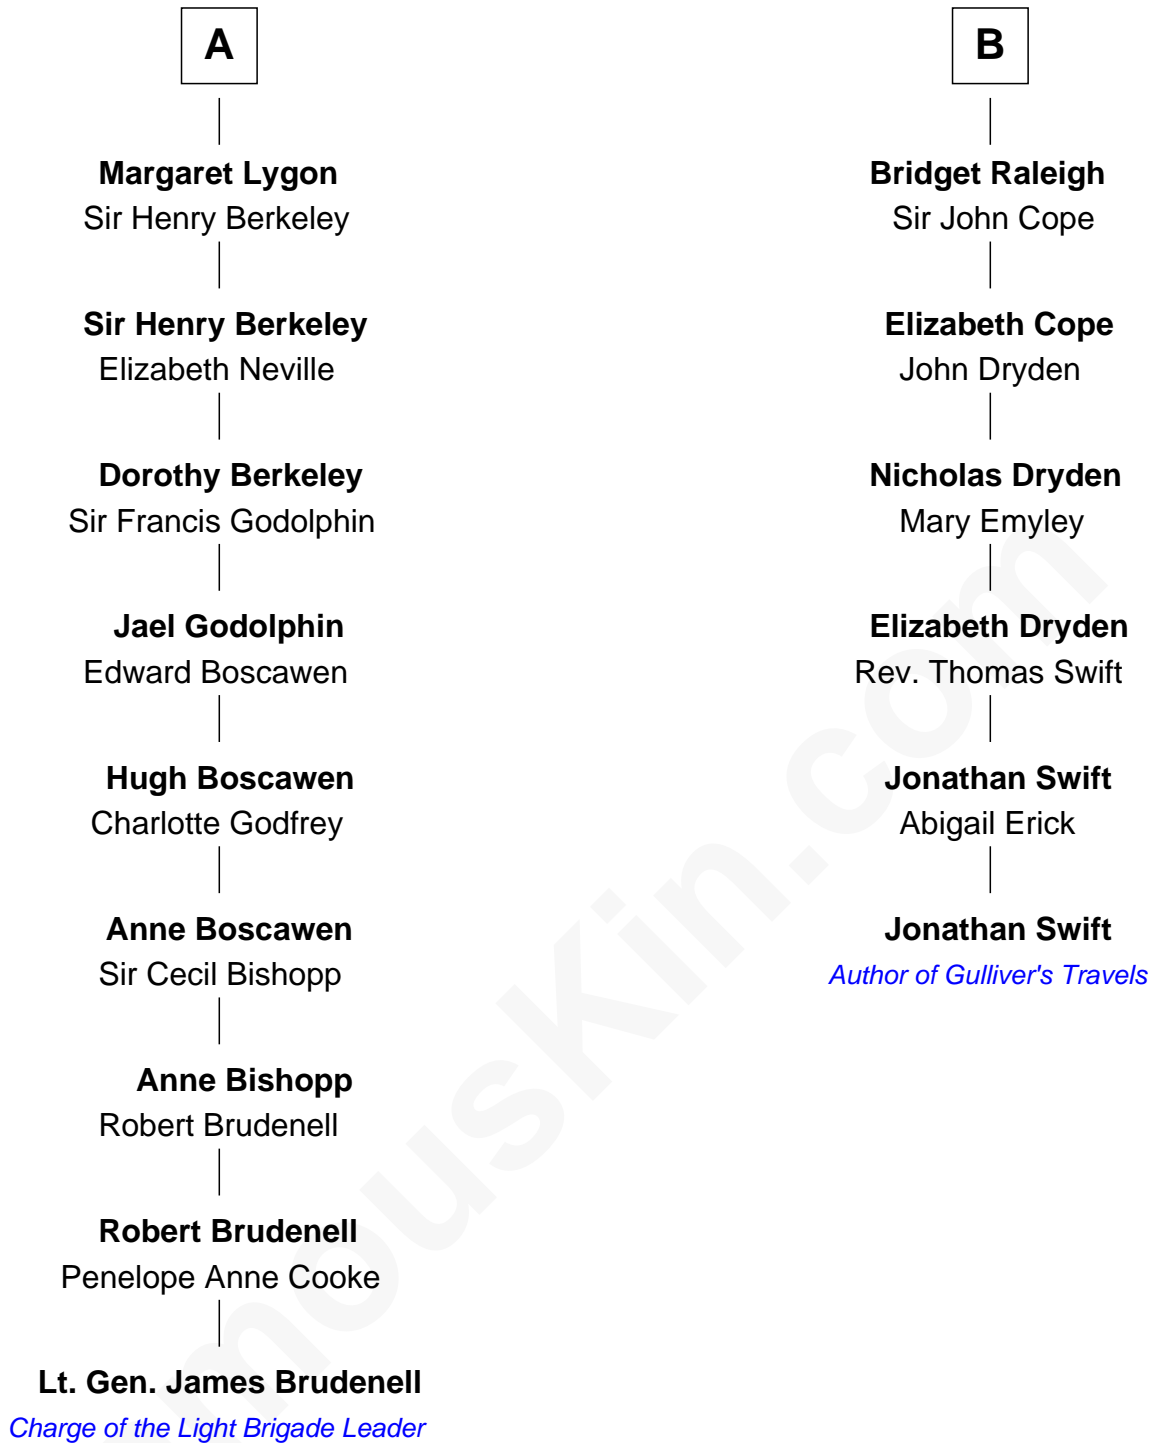 A
Margaret Lygon
Sir Henry Berkeley
Sir Henry Berkeley
Elizabeth Neville
Dorothy Berkeley
Sir Francis Godolphin
Jael Godolphin
Edward Boscawen
Hugh Boscawen
Charlotte Godfrey
Anne Boscawen
Sir Cecil Bishopp
Anne Bishopp
Robert Brudenell
Robert Brudenell
Penelope Anne Cooke
Lt. Gen. James Brudenell
Charge of the Light Brigade Leader
B
Bridget Raleigh
Sir John Cope
Elizabeth Cope
John Dryden
Nicholas Dryden
Mary Emyley
Elizabeth Dryden
Rev. Thomas Swift
Jonathan Swift
Abigail Erick
Jonathan Swift
Author of Gulliver's Travels
mousKin.com